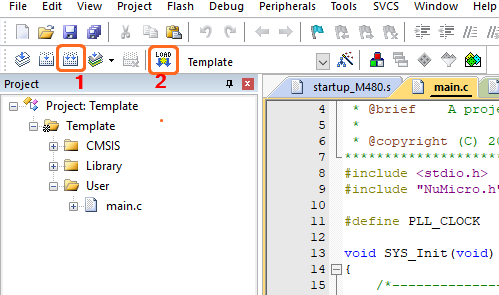 File Edit View Project Flash Debug Peripherals Tools SVCS Window Help
LOAD Template
1 2
Project
Project: Template
Template
CMSIS
Library
User
main.c
startup_M480.s main.c
4 * @brief A proje
5 *
6 * @copyright (C) 20
7 **********************
8 #include <stdio.h>
9 #include "NuMicro.h"
10
11 #define PLL_CLOCK
12
13 void SYS_Init(void)
14 {
15 /*--------------